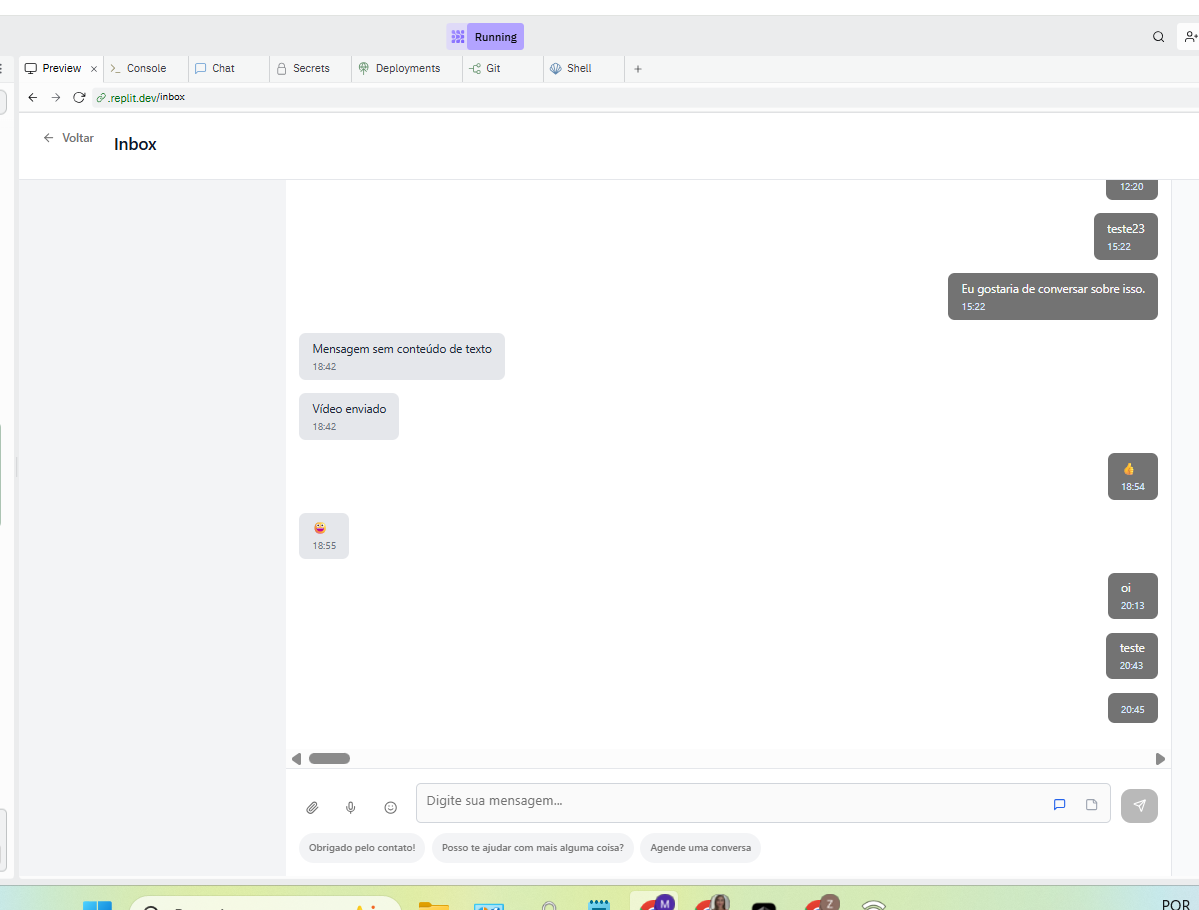 Running
Preview × Console Chat Secrets Deployments Git Shell +
.replit.dev/inbox
Voltar
Inbox
12:20
teste23
15:22
Eu gostaria de conversar sobre isso.
15:22
Mensagem sem conteúdo de texto
18:42
Vídeo enviado
18:42
👍
18:54
18:55
oi
20:13
teste
20:43
20:45
Digite sua mensagem...
Obrigado pelo contato! Posso te ajudar com mais alguma coisa? Agende uma conversa
M
Z
POR